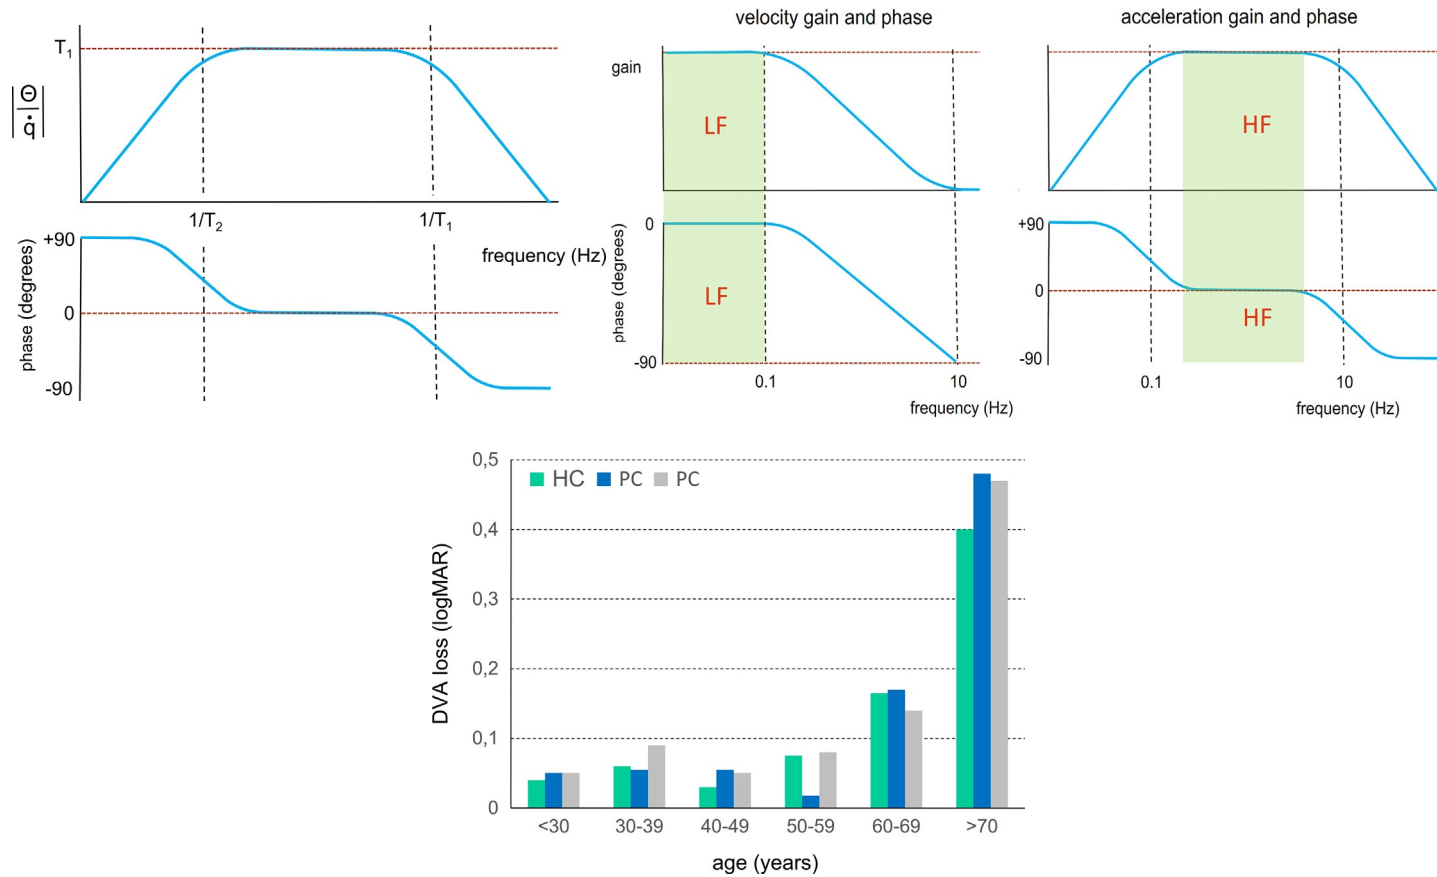 T1
|Θ/q̇|
1/T2
1/T1
frequency (Hz)
+90
0
-90
phase (degrees)
velocity gain and phase
gain
LF
LF
0
-90
phase (degrees)
0.1
10
frequency (Hz)
acceleration gain and phase
HF
HF
+90
0
-90
0.1
10
frequency (Hz)
HC PC PC
0,5
0,4
0,3
0,2
0,1
0
DVA loss (logMAR)
<30 30-39 40-49 50-59 60-69 >70
age (years)